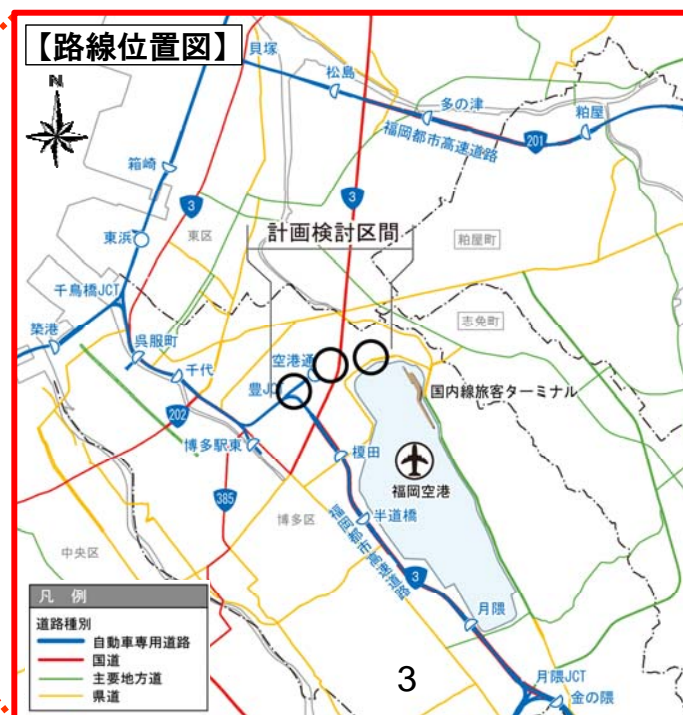 【路線位置図】
N
貝塚
松島
多の津
粕屋
福岡都市高速道路
201
箱崎
3
3
東区
計画検討区間
粕屋町
東浜
千鳥橋JCT
志免町
築港
呉服町
千代
空港通
豊JC
国内線旅客ターミナル
202
博多駅東
榎田
福岡空港
385
博多区
半道橋
福岡都市高速道路
3
中央区
月隈
月隈JCT
金の隈
凡 例
道路種別
自動車専用道路
国道
主要地方道
県道
3